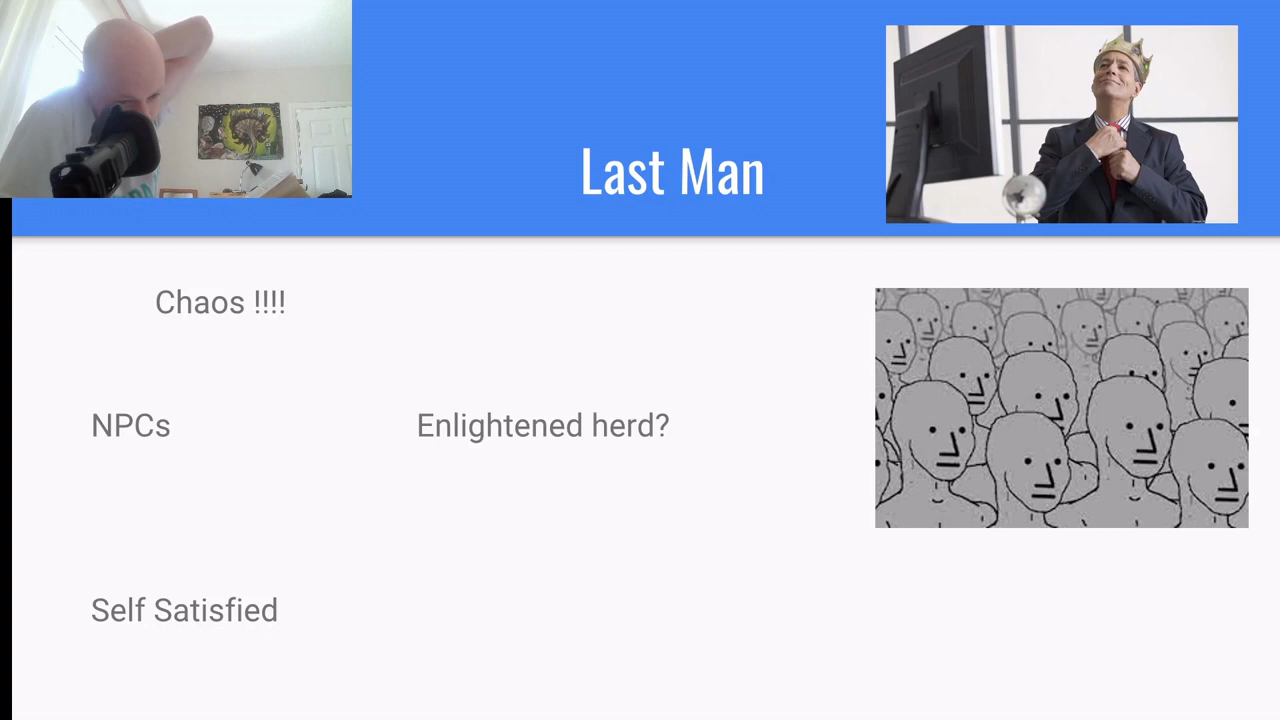 Last Man
Chaos !!!!
NPCs
Enlightened herd?
Self Satisfied